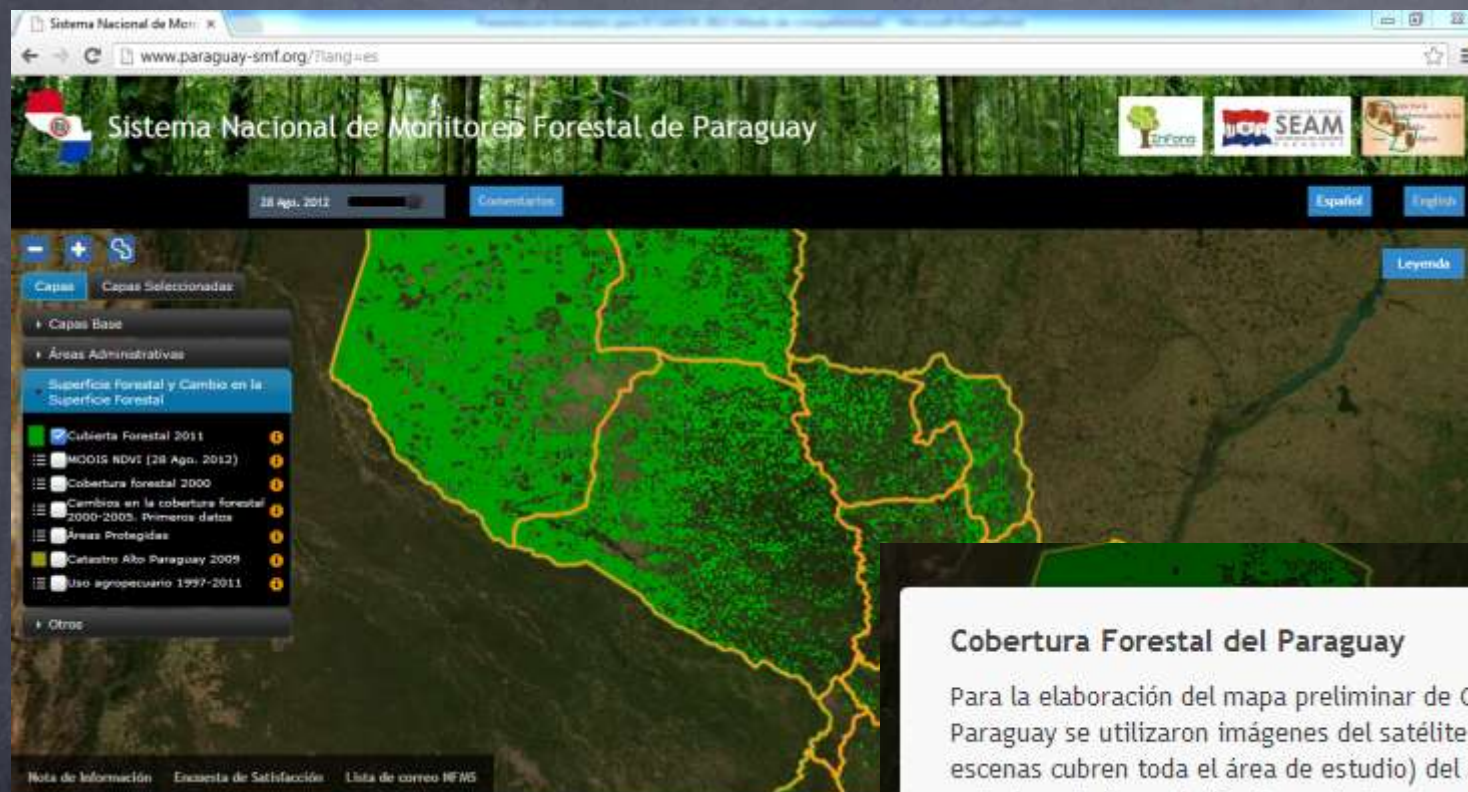 Sistema Nacional de Mon
www.paraguay-smf.org/?lang=es
Sistema Nacional de Monitoreo Forestal de Paraguay
InFona
SEAM
28 Ago. 2012
Comentarios
Español
English
Leyenda
Capas
Capas Seleccionadas
Capas Base
Áreas Administrativas
Superficie Forestal y Cambio en la
Superficie Forestal
Cubierta Forestal 2011
MODIS NDVI (28 Ago. 2012)
Cobertura forestal 2000
Cambios en la cobertura forestal
2000-2005. Primeros datos
Áreas Protegidas
Catastro Alto Paraguay 2009
Uso agropecuario 1997-2011
Otros
Nota de Información
Encuesta de Satisfacción
Lista de correo NFMS
Cobertura Forestal del Paraguay
Para la elaboración del mapa preliminar de C
Paraguay se utilizaron imágenes del satélite
escenas cubren toda el área de estudio) del